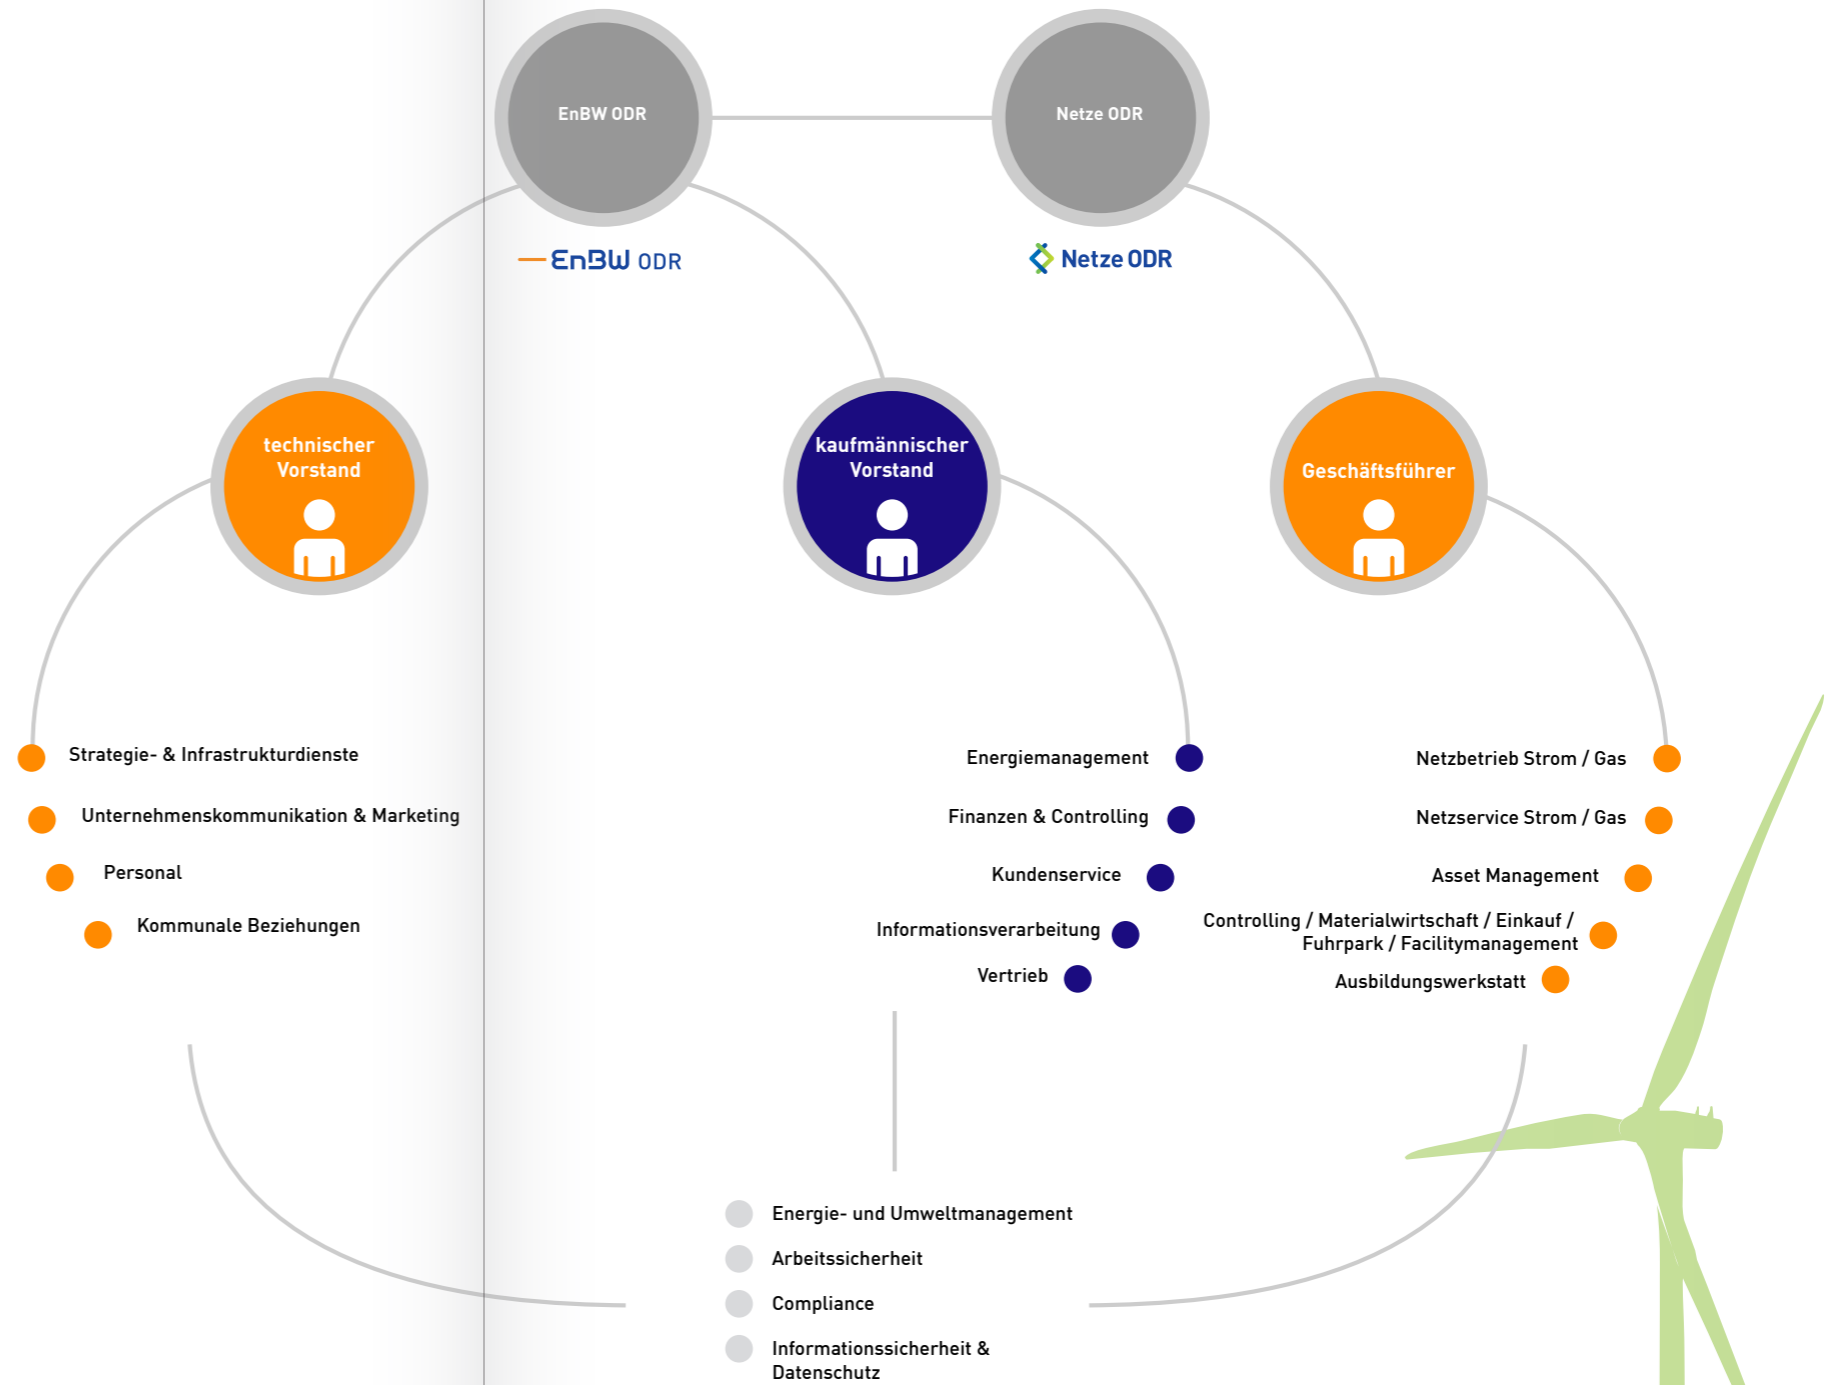 EnBW ODR
Netze ODR
EnBW ODR
Netze ODR
technischer
Vorstand
kaufmännischer
Vorstand
Geschäftsführer
Strategie- & Infrastrukturdienste
Unternehmenskommunikation & Marketing
Personal
Kommunale Beziehungen
Energiemanagement
Finanzen & Controlling
Kundenservice
Informationsverarbeitung
Vertrieb
Netzbetrieb Strom / Gas
Netzservice Strom / Gas
Asset Management
Controlling / Materialwirtschaft / Einkauf /
Fuhrpark / Facilitymanagement
Ausbildungswerkstatt
Energie- und Umweltmanagement
Arbeitssicherheit
Compliance
Informationssicherheit &
Datenschutz